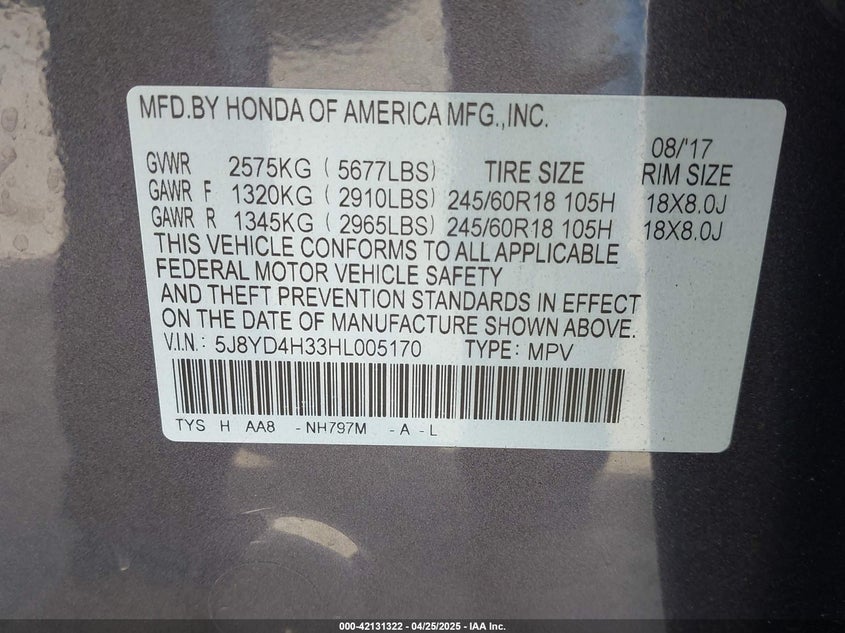 MFD.BY HONDA OF AMERICA MFG.,INC.
08/'17
GVWR 2575KG ( 5677LBS) TIRE SIZE RIM SIZE
GAWR F 1320KG ( 2910LBS) 245/60R18 105H 18X8.0J
GAWR R 1345KG ( 2965LBS) 245/60R18 105H 18X8.0J
THIS VEHICLE CONFORMS TO ALL APPLICABLE
FEDERAL MOTOR VEHICLE SAFETY
AND THEFT PREVENTION STANDARDS IN EFFECT
ON THE DATE OF MANUFACTURE SHOWN ABOVE.
V.I.N.: 5J8YD4H33HL005170 TYPE: MPV
TYS H AA8 -NH797M -A -L
000-42131322 - 04/25/2025 - IAA Inc.